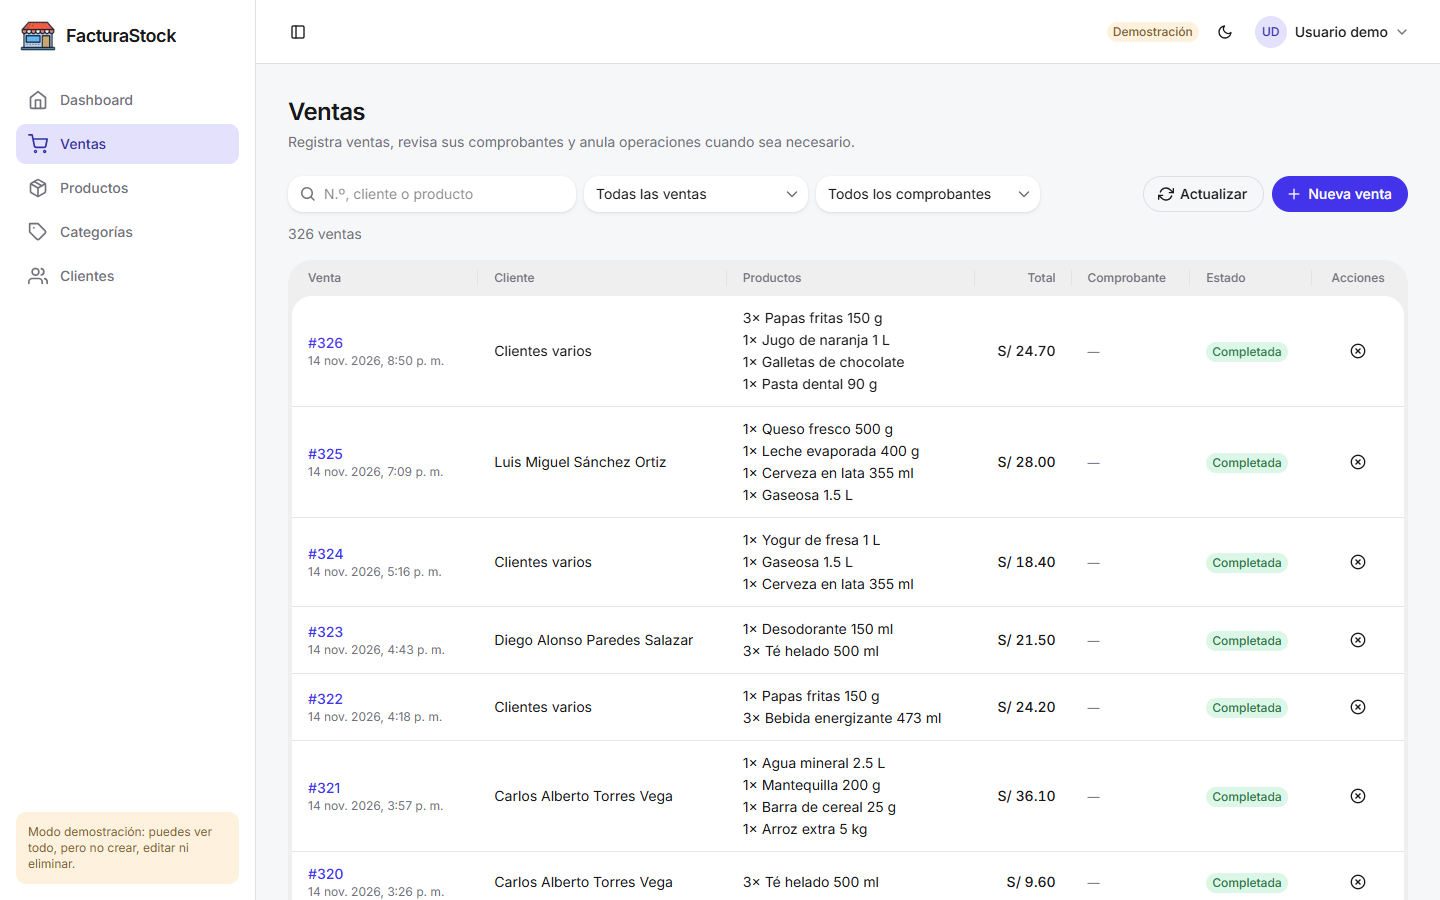 FacturaStock
Demostración
UD
Usuario demo
Dashboard
Ventas
Productos
Categorías
Clientes
Modo demostración: puedes ver
todo, pero no crear, editar ni
eliminar.
Ventas
Registra ventas, revisa sus comprobantes y anula operaciones cuando sea necesario.
N.º, cliente o producto
Todas las ventas
Todos los comprobantes
Actualizar
Nueva venta
326 ventas
Venta Cliente Productos Total Comprobante Estado Acciones
#326
14 nov. 2026, 8:50 p. m.
Clientes varios
3× Papas fritas 150 g
1× Jugo de naranja 1 L
1× Galletas de chocolate
1× Pasta dental 90 g
S/ 24.70
—
Completada
#325
14 nov. 2026, 7:09 p. m.
Luis Miguel Sánchez Ortiz
1× Queso fresco 500 g
1× Leche evaporada 400 g
1× Cerveza en lata 355 ml
1× Gaseosa 1.5 L
S/ 28.00
—
Completada
#324
14 nov. 2026, 5:16 p. m.
Clientes varios
1× Yogur de fresa 1 L
1× Gaseosa 1.5 L
1× Cerveza en lata 355 ml
S/ 18.40
—
Completada
#323
14 nov. 2026, 4:43 p. m.
Diego Alonso Paredes Salazar
1× Desodorante 150 ml
3× Té helado 500 ml
S/ 21.50
—
Completada
#322
14 nov. 2026, 4:18 p. m.
Clientes varios
1× Papas fritas 150 g
3× Bebida energizante 473 ml
S/ 24.20
—
Completada
#321
14 nov. 2026, 3:57 p. m.
Carlos Alberto Torres Vega
1× Agua mineral 2.5 L
1× Mantequilla 200 g
1× Barra de cereal 25 g
1× Arroz extra 5 kg
S/ 36.10
—
Completada
#320
14 nov. 2026, 3:26 p. m.
Carlos Alberto Torres Vega
3× Té helado 500 ml
S/ 9.60
—
Completada